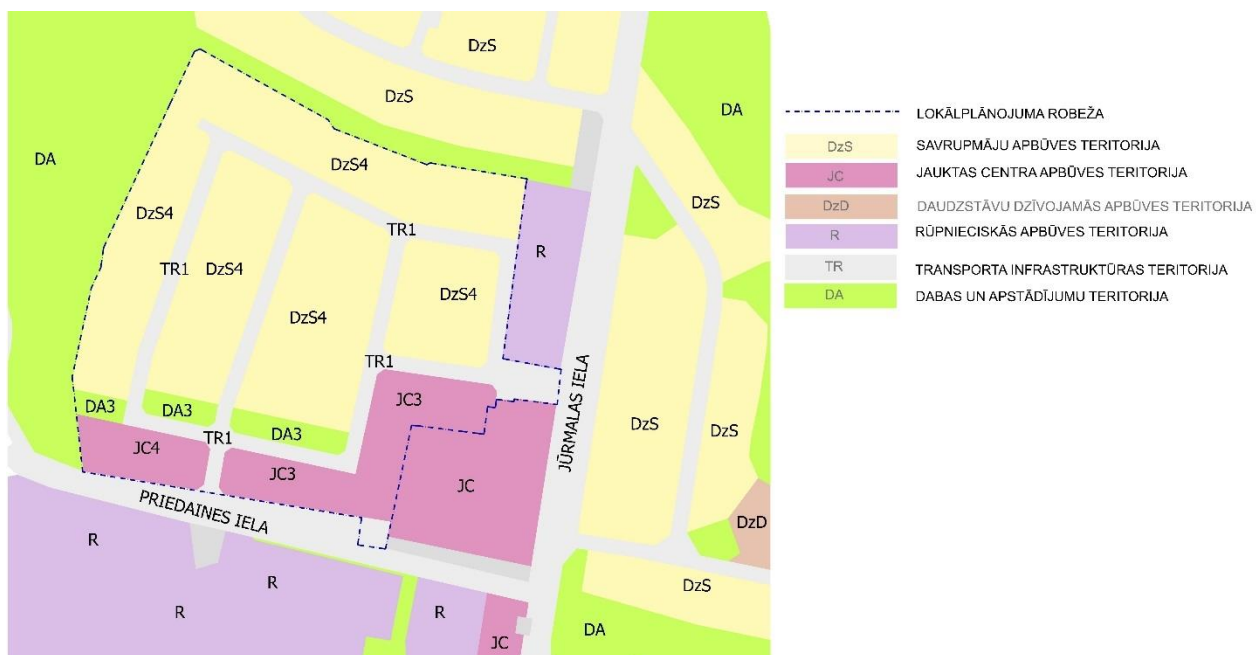 DzS
DzS
DA
DA
DzS4
DzS4
DzS
TR1
R
TR1
DzS4
DzS4
DzS4
TR1
JŪRMALAS IELA
DA3
DA3
DA3
JC3
DzS
DzS
TR1
JC4
JC3
JC
PRIEDAINES IELA
DzD
R
R
R
R
DzS
DA
JC
LOKĀLPLĀNOJUMA ROBEŽA
DzS SAVRUPMĀJU APBŪVES TERITORIJA
JC JAUKTAS CENTRA APBŪVES TERITORIJA
DzD DAUDZSTĀVU DZĪVOJAMĀS APBŪVES TERITORIJA
R RŪPNIECISKĀS APBŪVES TERITORIJA
TR TRANSPORTA INFRASTRUKTŪRAS TERITORIJA
DA DABAS UN APSTĀDĪJUMU TERITORIJA